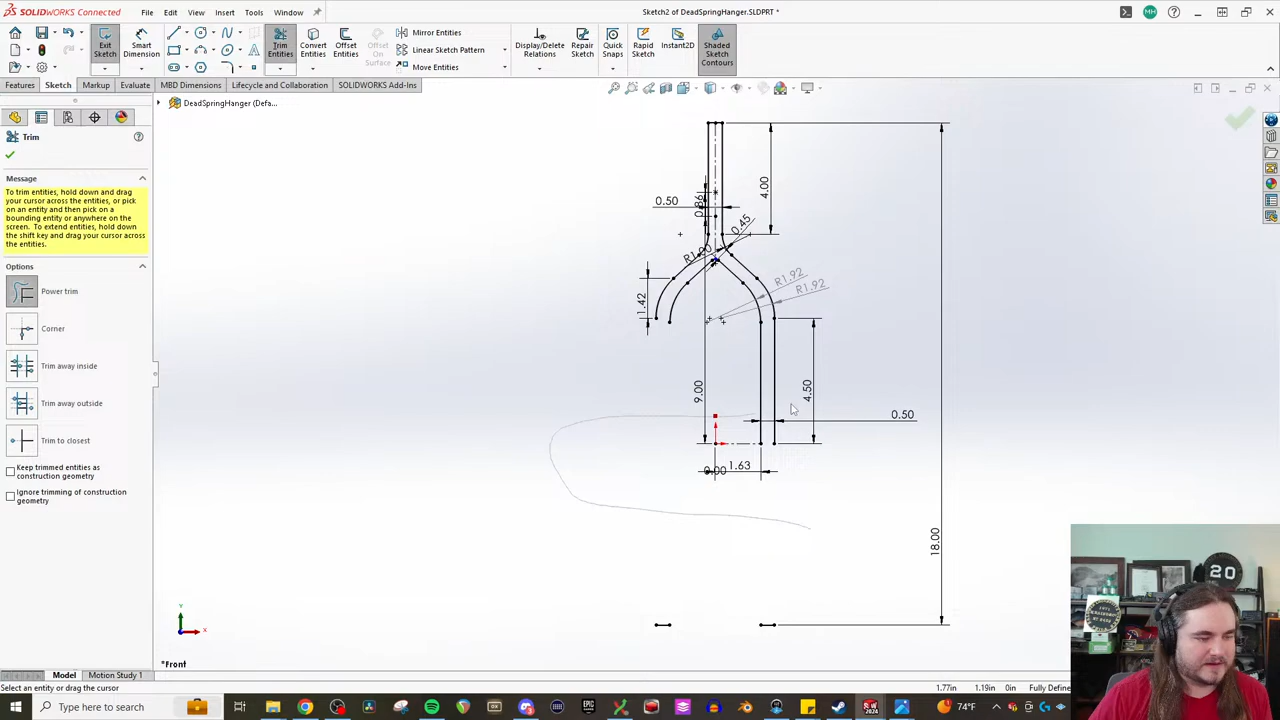 SOLIDWORKS Connected
File
Edit
View
Insert
Tools
Window
Sketch2 of DeadSpringHanger.SLDPRT *
MH
Exit Sketch
Smart Dimension
Trim Entities
Convert Entities
Offset Entities
Offset On Surface
Mirror Entities
Linear Sketch Pattern
Move Entities
Display/Delete Relations
Repair Sketch
Quick Snaps
Rapid Sketch
Instant2D
Shaded Sketch Contours
Features
Sketch
Markup
Evaluate
MBD Dimensions
Lifecycle and Collaboration
SOLIDWORKS Add-Ins
DeadSpringHanger (Defa...
Trim
Message
To trim entities, hold down and drag
your cursor across the entities, or pick
on an entity and then pick on a
bounding entity or anywhere on the
screen. To extend entities, hold down
the shift key and drag your cursor across
the entities.
Options
Power trim
Corner
Trim away inside
Trim away outside
Trim to closest
Keep trimmed entities as
construction geometry
Ignore trimming of construction
geometry
0.50
0.86
4.00
0.45
R1.00
R1.92
R1.92
1.42
9.00
4.50
0.50
0.00
1.63
18.00
20
Y
X
*Front
Model
Motion Study 1
Select an entity or drag the cursor
1.77in
1.19in
0in
Fully Define
Type here to search
74°F